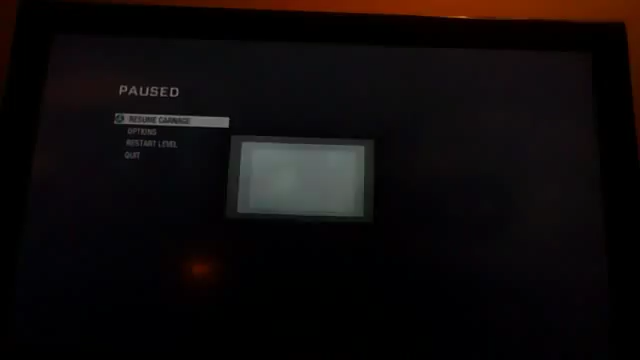 PAUSED
RESUME CARNAGE
OPTIONS
RESTART LEVEL
QUIT